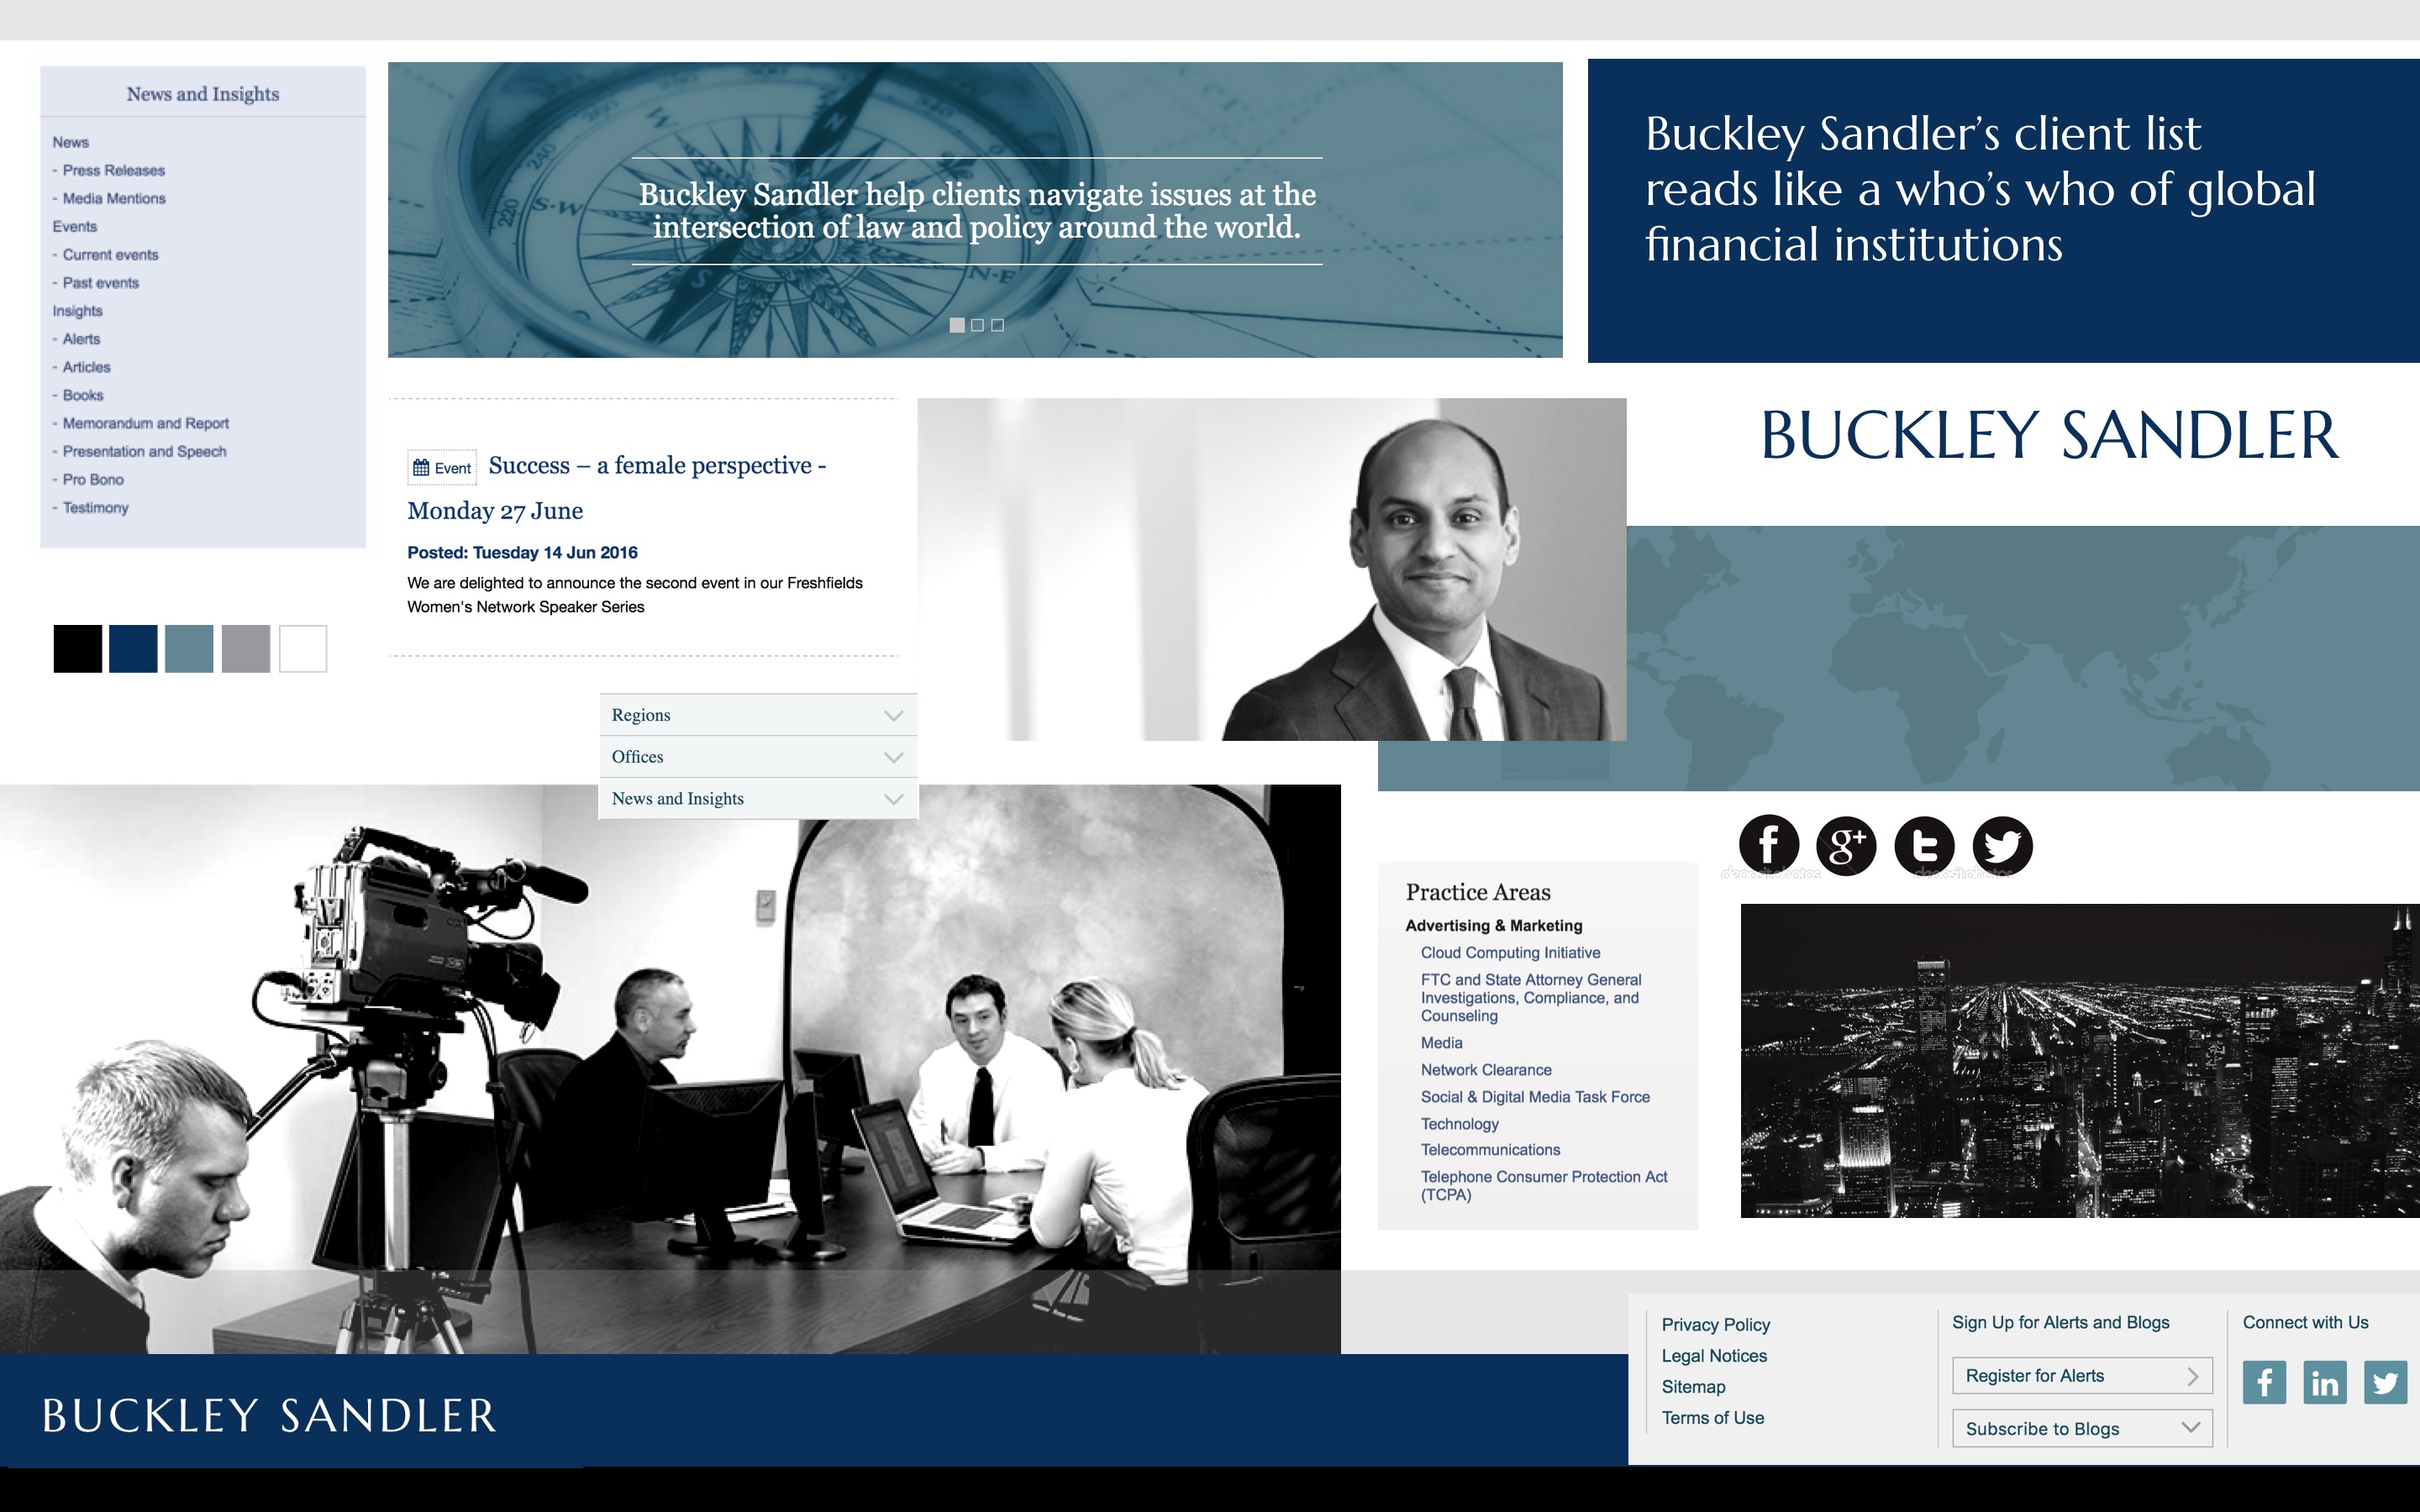 News and Insights
News
- Press Releases
- Media Mentions
Events
- Current events
- Past events
Insights
- Alerts
- Articles
- Books
- Memorandum and Report
- Presentation and Speech
- Pro Bono
- Testimony
W
N
240
220
S-W
S
N-E
Buckley Sandler help clients navigate issues at the
intersection of law and policy around the world.
Buckley Sandler’s client list
reads like a who’s who of global
financial institutions
BUCKLEY SANDLER
Event Success – a female perspective -
Monday 27 June
Posted: Tuesday 14 Jun 2016
We are delighted to announce the second event in our Freshfields
Women's Network Speaker Series
Regions
Offices
News and Insights
f g+ t
depositphotos depositphotos
Practice Areas
Advertising & Marketing
Cloud Computing Initiative
FTC and State Attorney General
Investigations, Compliance, and
Counseling
Media
Network Clearance
Social & Digital Media Task Force
Technology
Telecommunications
Telephone Consumer Protection Act
(TCPA)
BUCKLEY SANDLER
Privacy Policy
Legal Notices
Sitemap
Terms of Use
Sign Up for Alerts and Blogs
Register for Alerts
Subscribe to Blogs
Connect with Us
f in